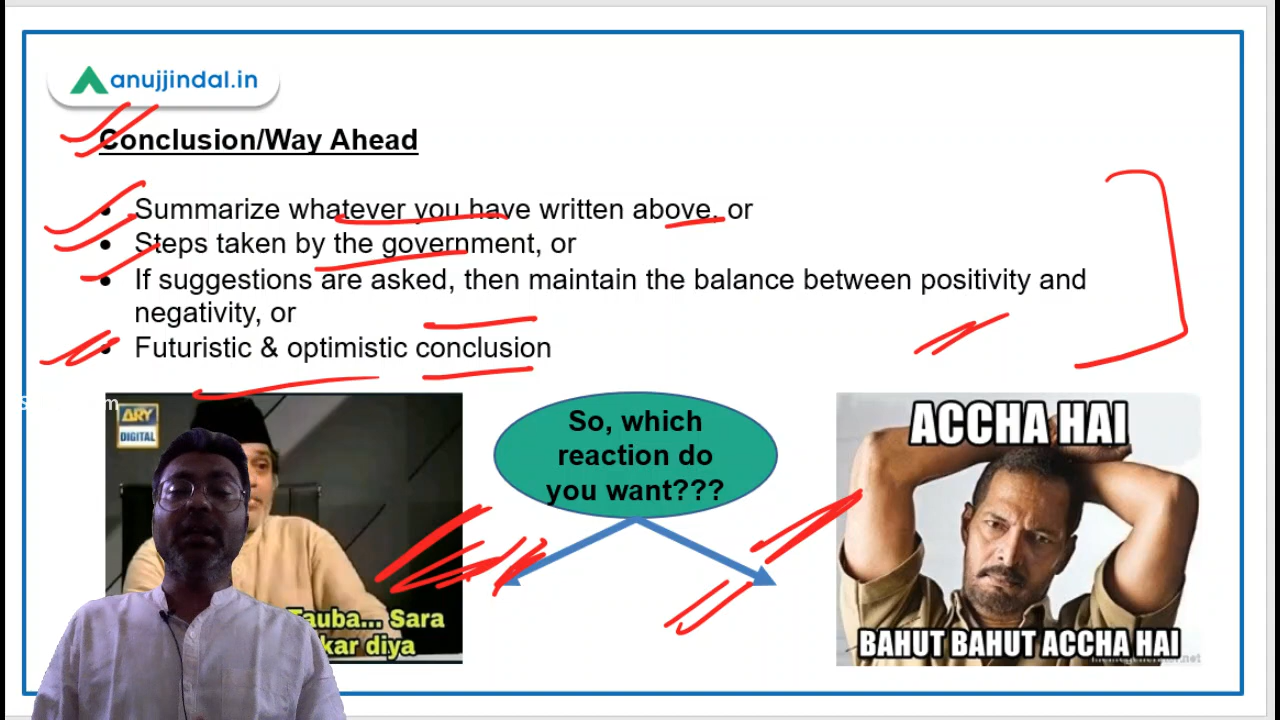 anujjindal.in
Conclusion/Way Ahead
• Summarize whatever you have written above, or
• Steps taken by the government, or
• If suggestions are asked, then maintain the balance between positivity and
negativity, or
• Futuristic & optimistic conclusion
ARY
DIGITAL
So, which
reaction do
you want???
Tauba... Sara
kar diya
ACCHA HAI
BAHUT BAHUT ACCHA HAI